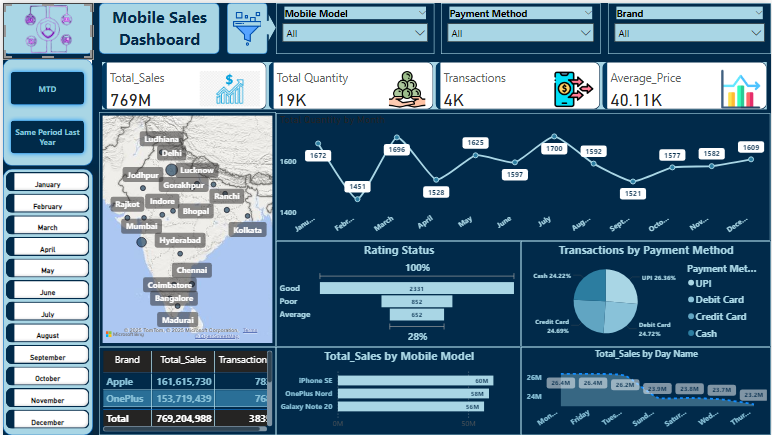 Mobile Sales
Dashboard
Mobile Model
All
Payment Method
All
Brand
All
MTD
Same Period Last
Year
January
February
March
April
May
June
July
August
September
October
November
December
Total_Sales
769M
Total Quantity
19K
Transactions
4K
Average_Price
40.11K
Ludhiana
Delhi
Lucknow
Jodhpur
Gorakhpur
Ranchi
Rajkot
Indore
Bhopal
Mumbai
Kolkata
Hyderabad
Chennai
Coimbatore
Bangalore
Madurai
© 2025 TomTom, © 2025 Microsoft Corporation, Terms
© OpenStreetMap
1600
1400
1672
1451
1696
1528
1625
1597
1700
1592
1521
1577
1582
1609
Janu...
Febr...
March
April
May
June
July
Aug...
Sept...
Octo...
Nov...
Dece...
Rating Status
100%
Good 2331
Poor 852
Average 652
28%
Transactions by Payment Method
Cash 24.22%
UPI 26.36%
Credit Card
24.69%
Debit Card
24.72%
Payment Met...
UPI
Debit Card
Credit Card
Cash
Brand Total_Sales Transaction
Apple 161,615,730 78
OnePlus 153,719,439 76
Total 769,204,988 383
Total_Sales by Mobile Model
iPhone SE 60M
OnePlus Nord 58M
Galaxy Note 20 56M
0M 50M
Total_Sales by Day Name
26M
24M
26.4M
26.4M
26.2M
23.9M
23.8M
23.7M
23.2M
Mon...
Friday
Tues...
Sund...
Satur...
Wed...
Thur...